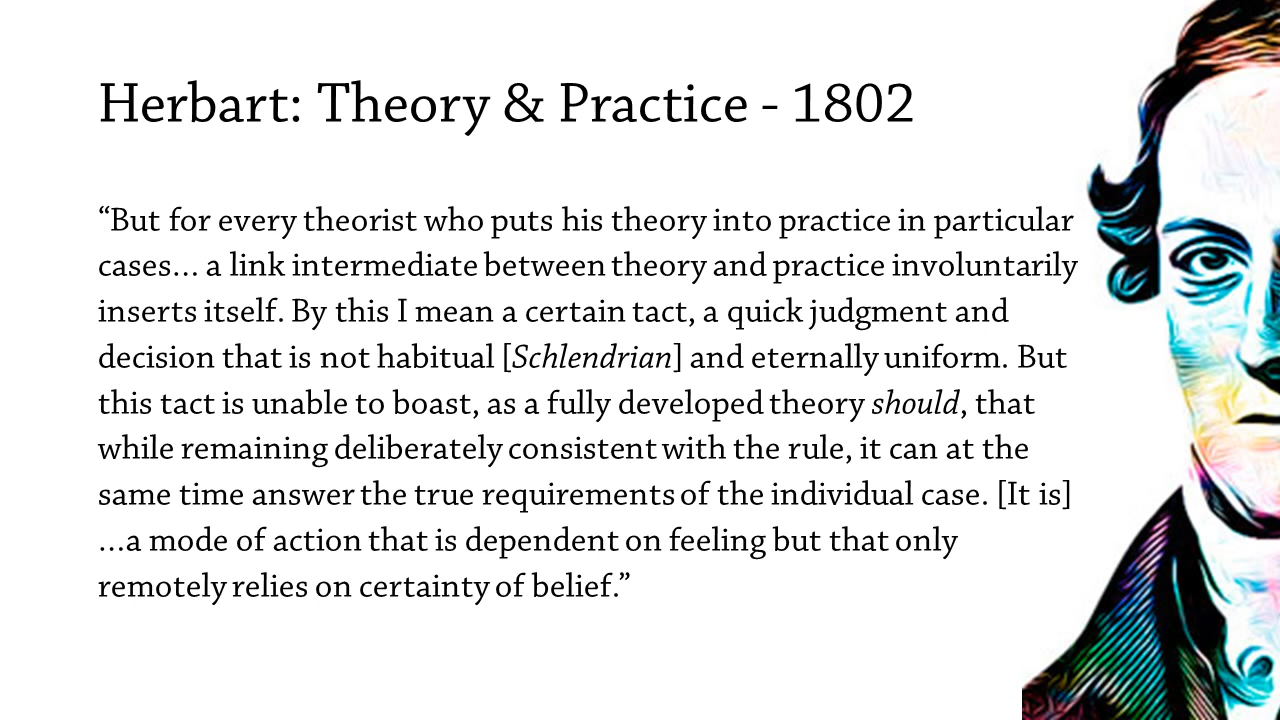 Herbart: Theory & Practice - 1802
“But for every theorist who puts his theory into practice in particular
cases… a link intermediate between theory and practice involuntarily
inserts itself. By this I mean a certain tact, a quick judgment and
decision that is not habitual [Schlendrian] and eternally uniform. But
this tact is unable to boast, as a fully developed theory should, that
while remaining deliberately consistent with the rule, it can at the
same time answer the true requirements of the individual case. [It is]
…a mode of action that is dependent on feeling but that only
remotely relies on certainty of belief.”